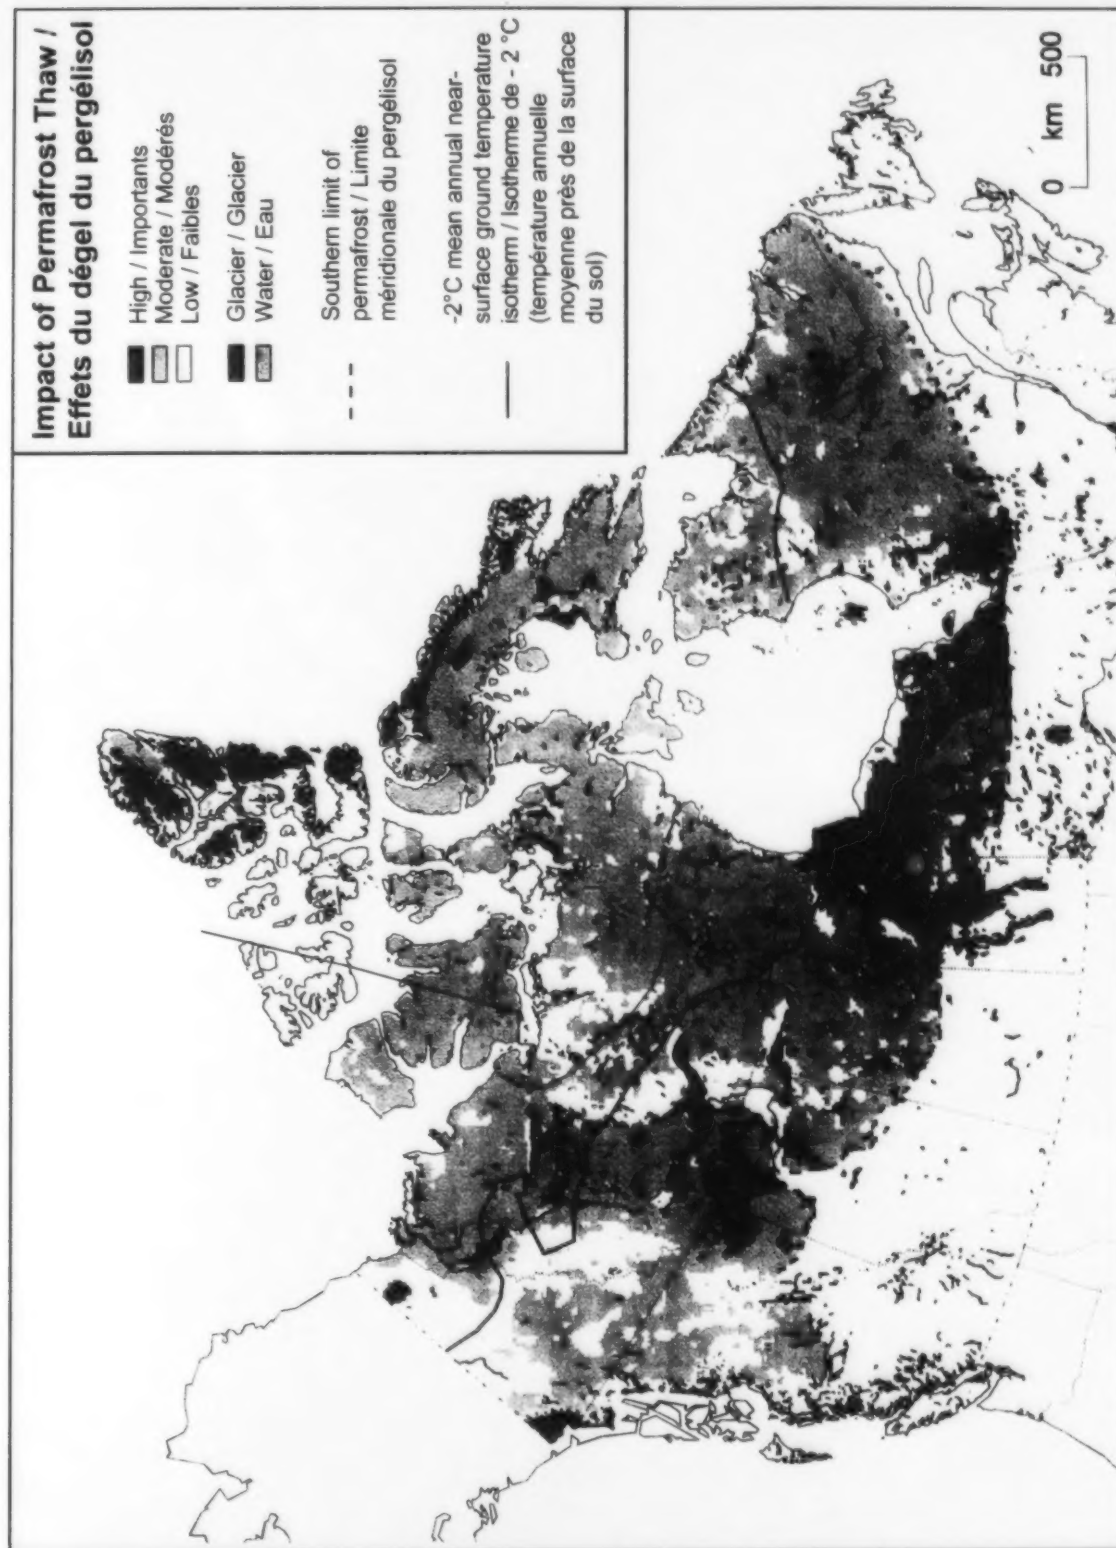 Impact of Permafrost Thaw /
Effets du dégel du pergélisol
High / Importants
Moderate / Modérés
Low / Faibles
Glacier / Glacier
Water / Eau
Southern limit of
permafrost / Limite
méridionale du pergélisol
-2°C mean annual near-
surface ground temperature
isotherm / Isotherme de - 2 °C
(température annuelle
moyenne près de la surface
du sol)
km
0 500